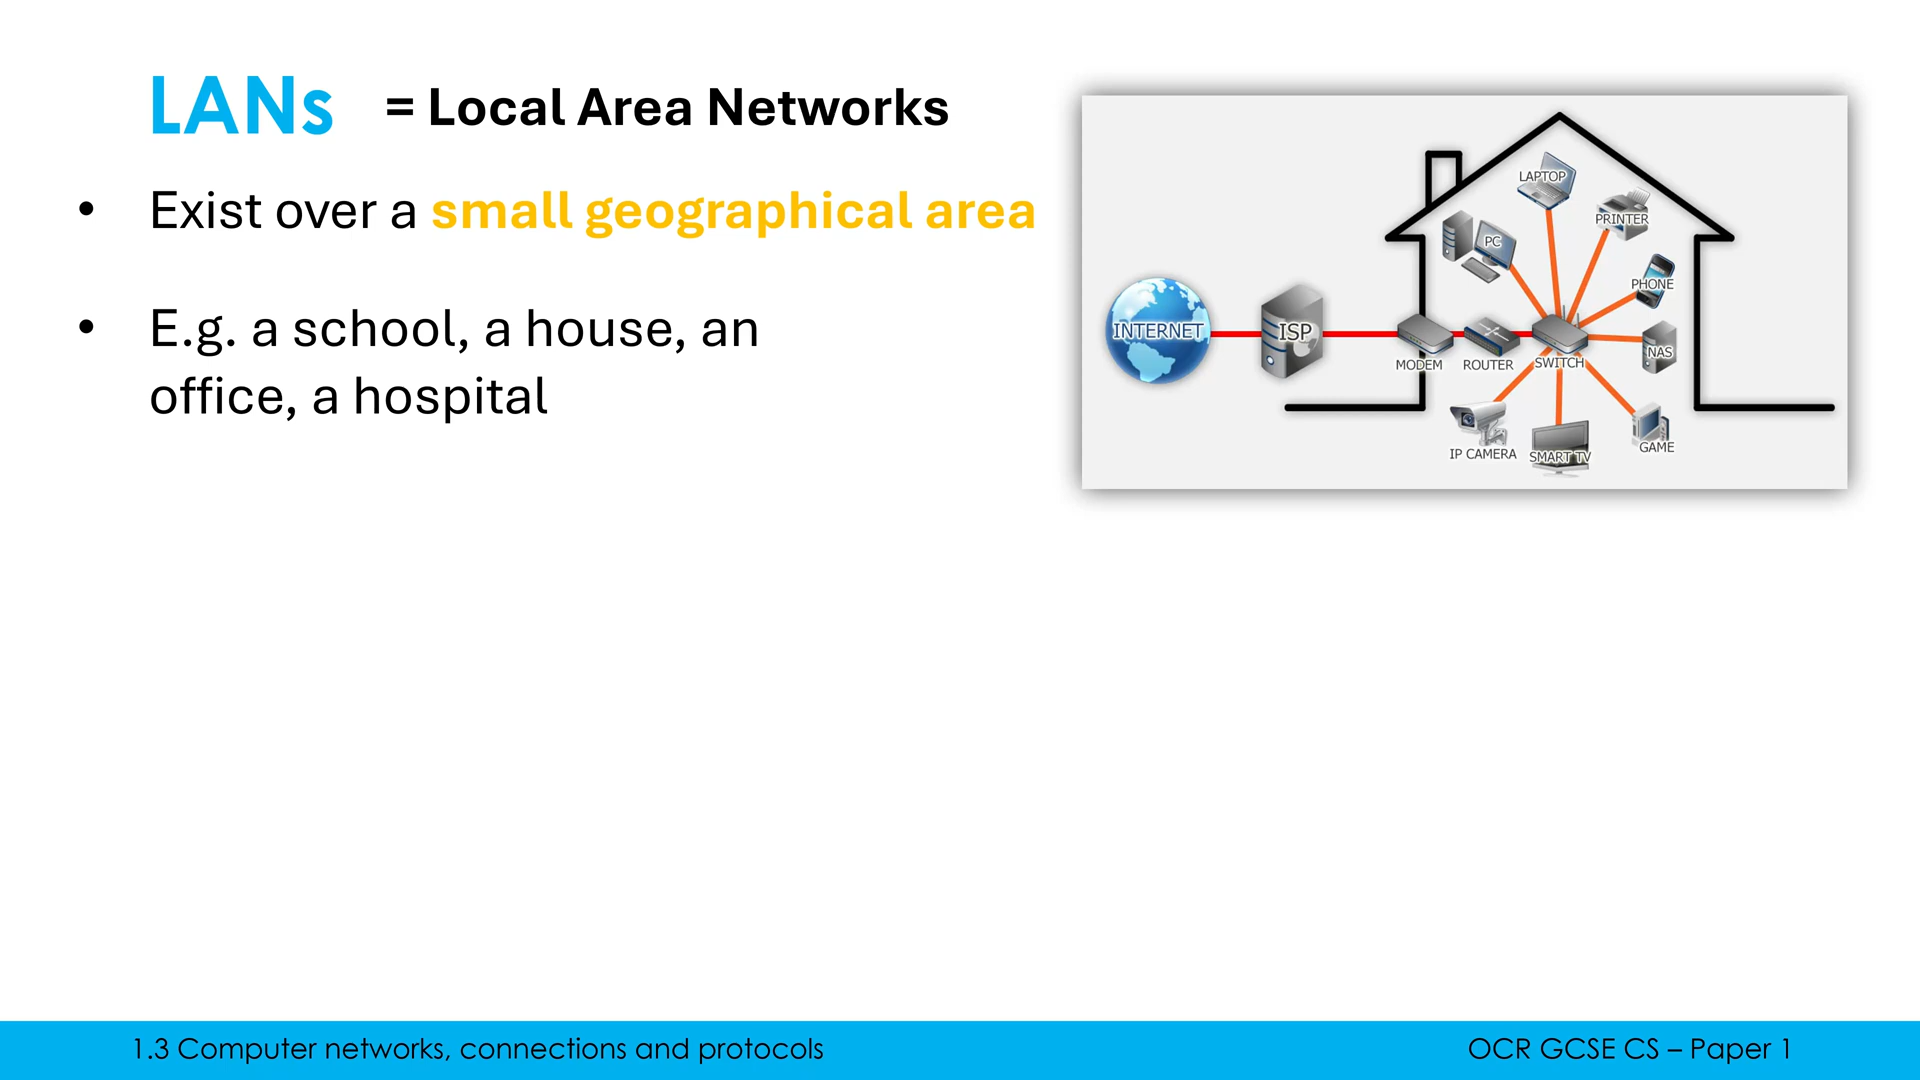 LANs = Local Area Networks
• Exist over a small geographical area
• E.g. a school, a house, an
office, a hospital
LAPTOP
PRINTER
PC
PHONE
INTERNET
ISP
MODEM
ROUTER
SWITCH
NAS
IP CAMERA
SMART TV
GAME
1.3 Computer networks, connections and protocols
OCR GCSE CS – Paper 1